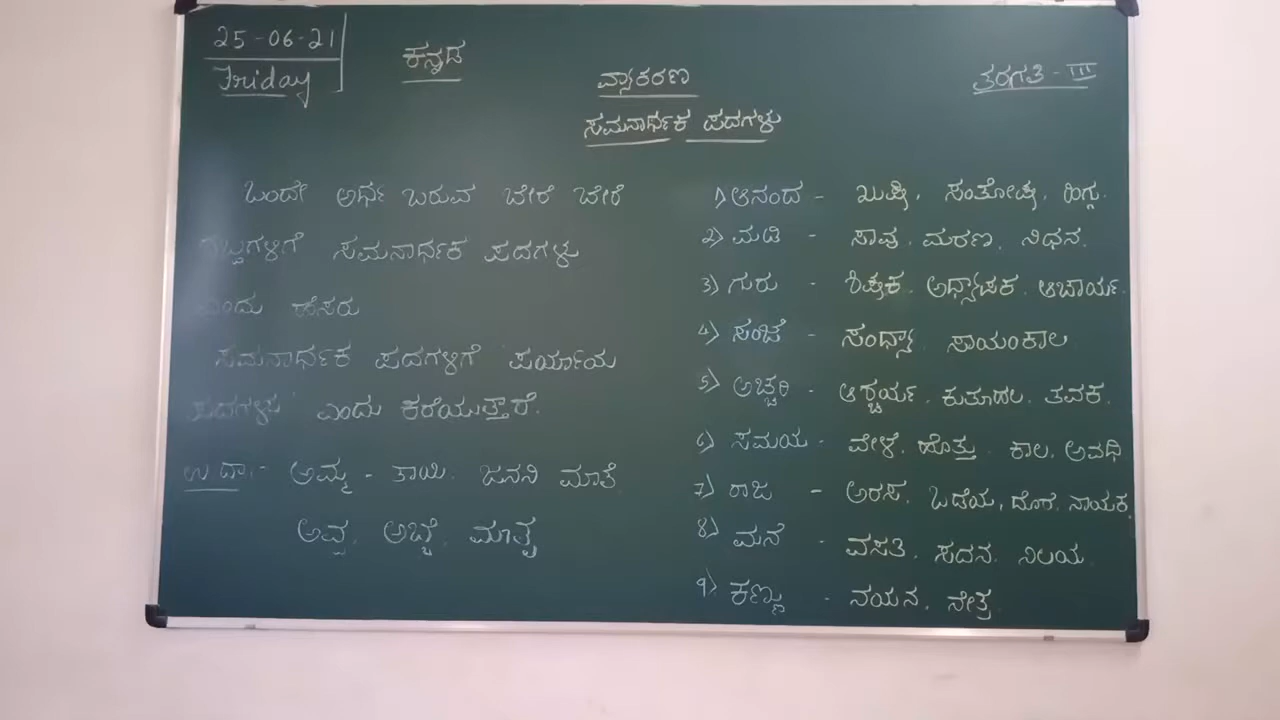 25-06-21
Friday
ಕನ್ನಡ
ವ್ಯಾಕರಣ
ತರಗತಿ - III
ಸಮನಾರ್ಥಕ ಪದಗಳು
ಒಂದೇ ಅರ್ಥ ಬರುವ ಬೇರೆ ಬೇರೆ
ಶಬ್ದಗಳಿಗೆ ಸಮನಾರ್ಥಕ ಪದಗಳು
ಎಂದು ಹೆಸರು
ಸಮನಾರ್ಥಕ ಪದಗಳಿಗೆ ಪರ್ಯಾಯ
ಪದಗಳು ಎಂದು ಕರೆಯುತ್ತಾರೆ.
ಉದಾ:- ಅಮ್ಮ - ತಾಯಿ. ಜನನಿ ಮಾತೆ
ಅವ್ವ. ಅಬ್ಬೆ. ಮಾತೃ
1) ಆನಂದ - ಖುಷಿ, ಸಂತೋಷ, ಹಿಗ್ಗು.
2) ಮಡಿ - ಸಾವು. ಮರಣ. ನಿಧನ.
3) ಗುರು - ಶಿಕ್ಷಕ. ಅಧ್ಯಾಪಕ. ಆಚಾರ್ಯ.
4) ಸಂಜೆ - ಸಂಧ್ಯಾ. ಸಾಯಂಕಾಲ
5) ಅಚ್ಚರಿ - ಆಶ್ಚರ್ಯ. ಕುತೂಹಲ. ತವಕ.
6) ಸಮಯ - ವೇಳೆ. ಹೊತ್ತು. ಕಾಲ. ಅವಧಿ
7) ರಾಜ - ಅರಸ. ಒಡೆಯ, ದೊರೆ. ನಾಯಕ.
8) ಮನೆ - ವಸತಿ. ಸದನ. ನಿಲಯ.
9) ಕಣ್ಣು - ನಯನ. ನೇತ್ರ.